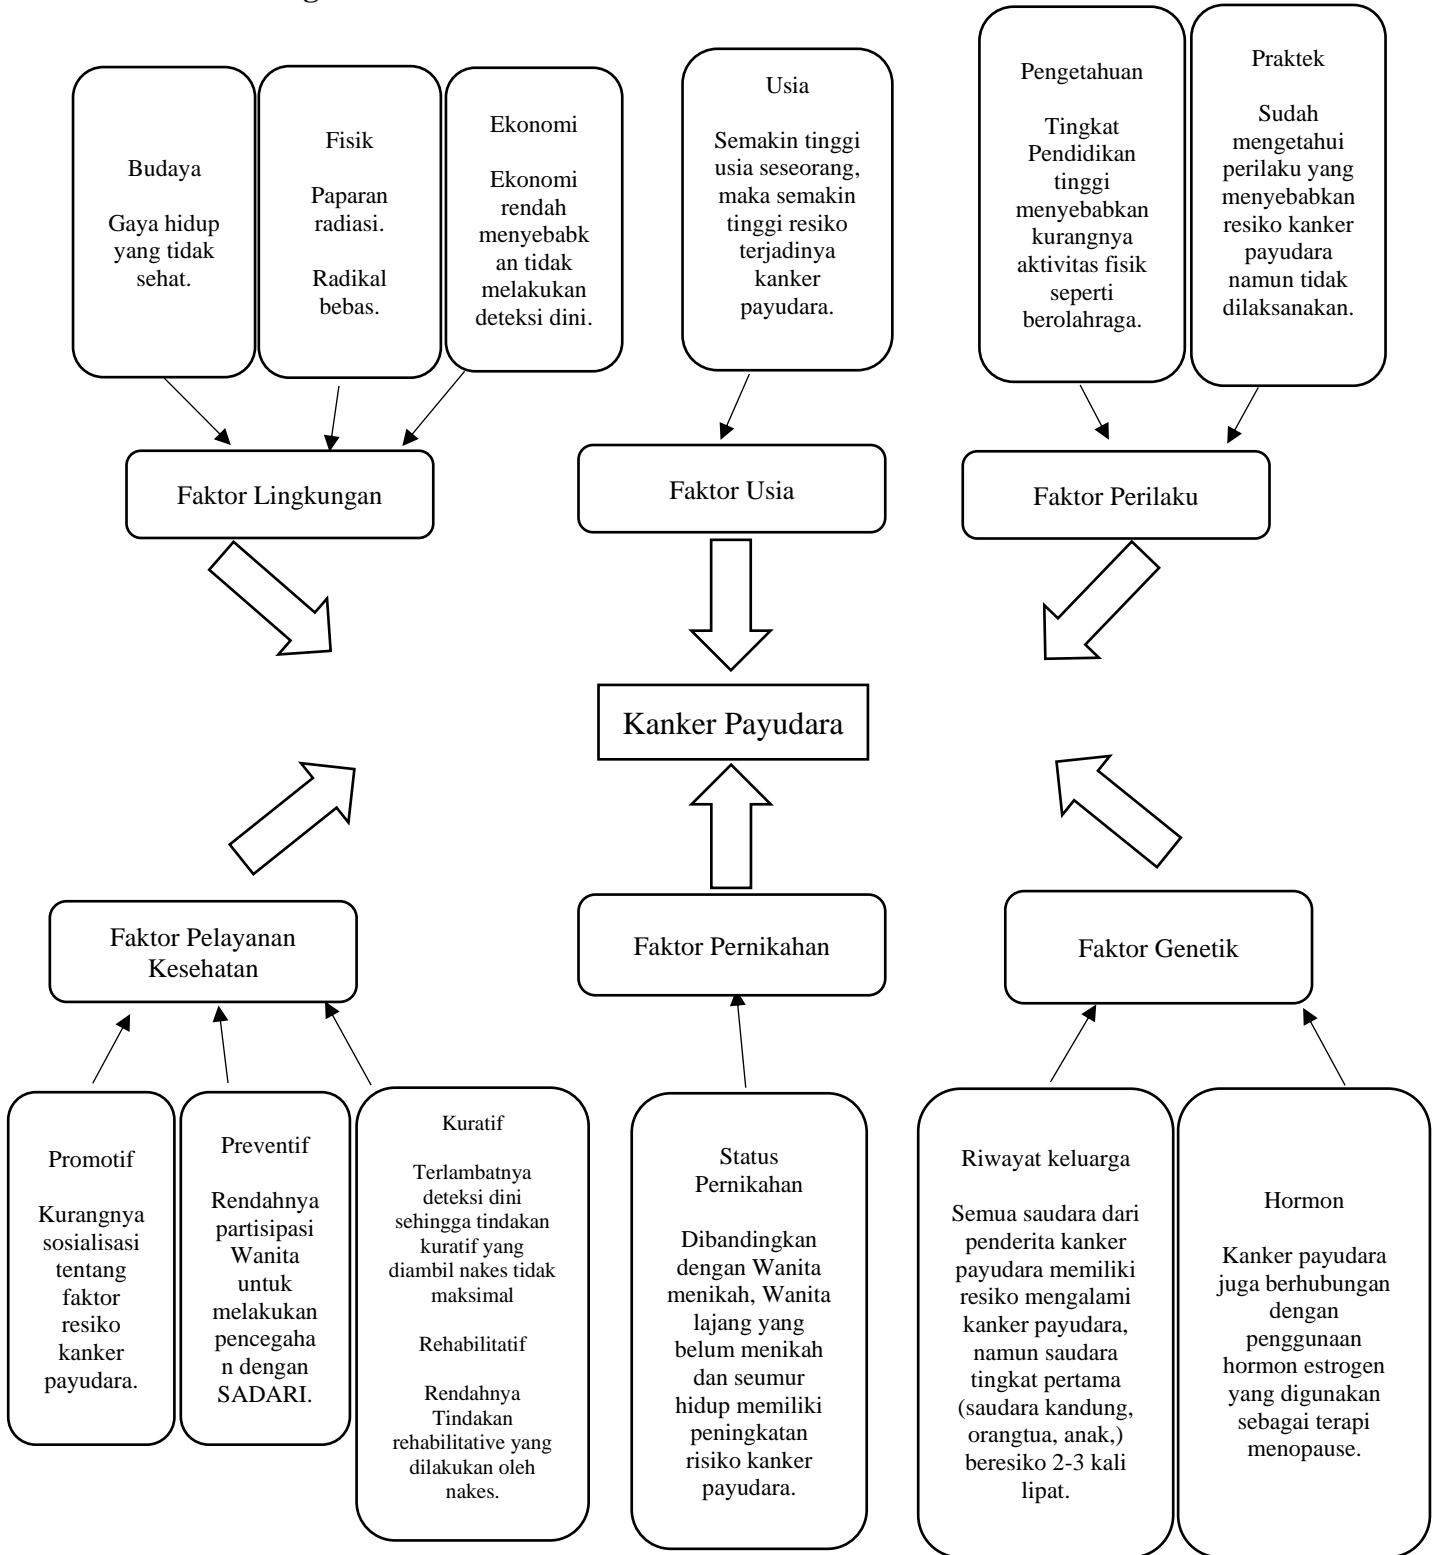 Budaya
Gaya hidup
yang tidak
sehat.
Fisik
Paparan
radiasi.
Radikal
bebas.
Ekonomi
Ekonomi
rendah
menyebabk
an tidak
melakukan
deteksi dini.
Usia
Semakin tinggi
usia seseorang,
maka semakin
tinggi resiko
terjadinya
kanker
payudara.
Pengetahuan
Tingkat
Pendidikan
tinggi
menyebabkan
kurangnya
aktivitas fisik
seperti
berolahraga.
Praktek
Sudah
mengetahui
perilaku yang
menyebabkan
resiko kanker
payudara
namun tidak
dilaksanakan.
Faktor Lingkungan
Faktor Usia
Faktor Perilaku
Kanker Payudara
Faktor Pelayanan
Kesehatan
Faktor Pernikahan
Faktor Genetik
Promotif
Kurangnya
sosialisasi
tentang
faktor
resiko
kanker
payudara.
Preventif
Rendahnya
partisipasi
Wanita
untuk
melakukan
pencegaha
n dengan
SADARI.
Kuratif
Terlambatnya
deteksi dini
sehingga tindakan
kuratif yang
diambil nakes tidak
maksimal
Rehabilitatif
Rendahnya
Tindakan
rehabilitative yang
dilakukan oleh
nakes.
Status
Pernikahan
Dibandingkan
dengan Wanita
menikah, Wanita
lajang yang
belum menikah
dan seumur
hidup memiliki
peningkatan
risiko kanker
payudara.
Riwayat keluarga
Semua saudara dari
penderita kanker
payudara memiliki
resiko mengalami
kanker payudara,
namun saudara
tingkat pertama
(saudara kandung,
orangtua, anak,)
beresiko 2-3 kali
lipat.
Hormon
Kanker payudara
juga berhubungan
dengan
penggunaan
hormon estrogen
yang digunakan
sebagai terapi
menopause.